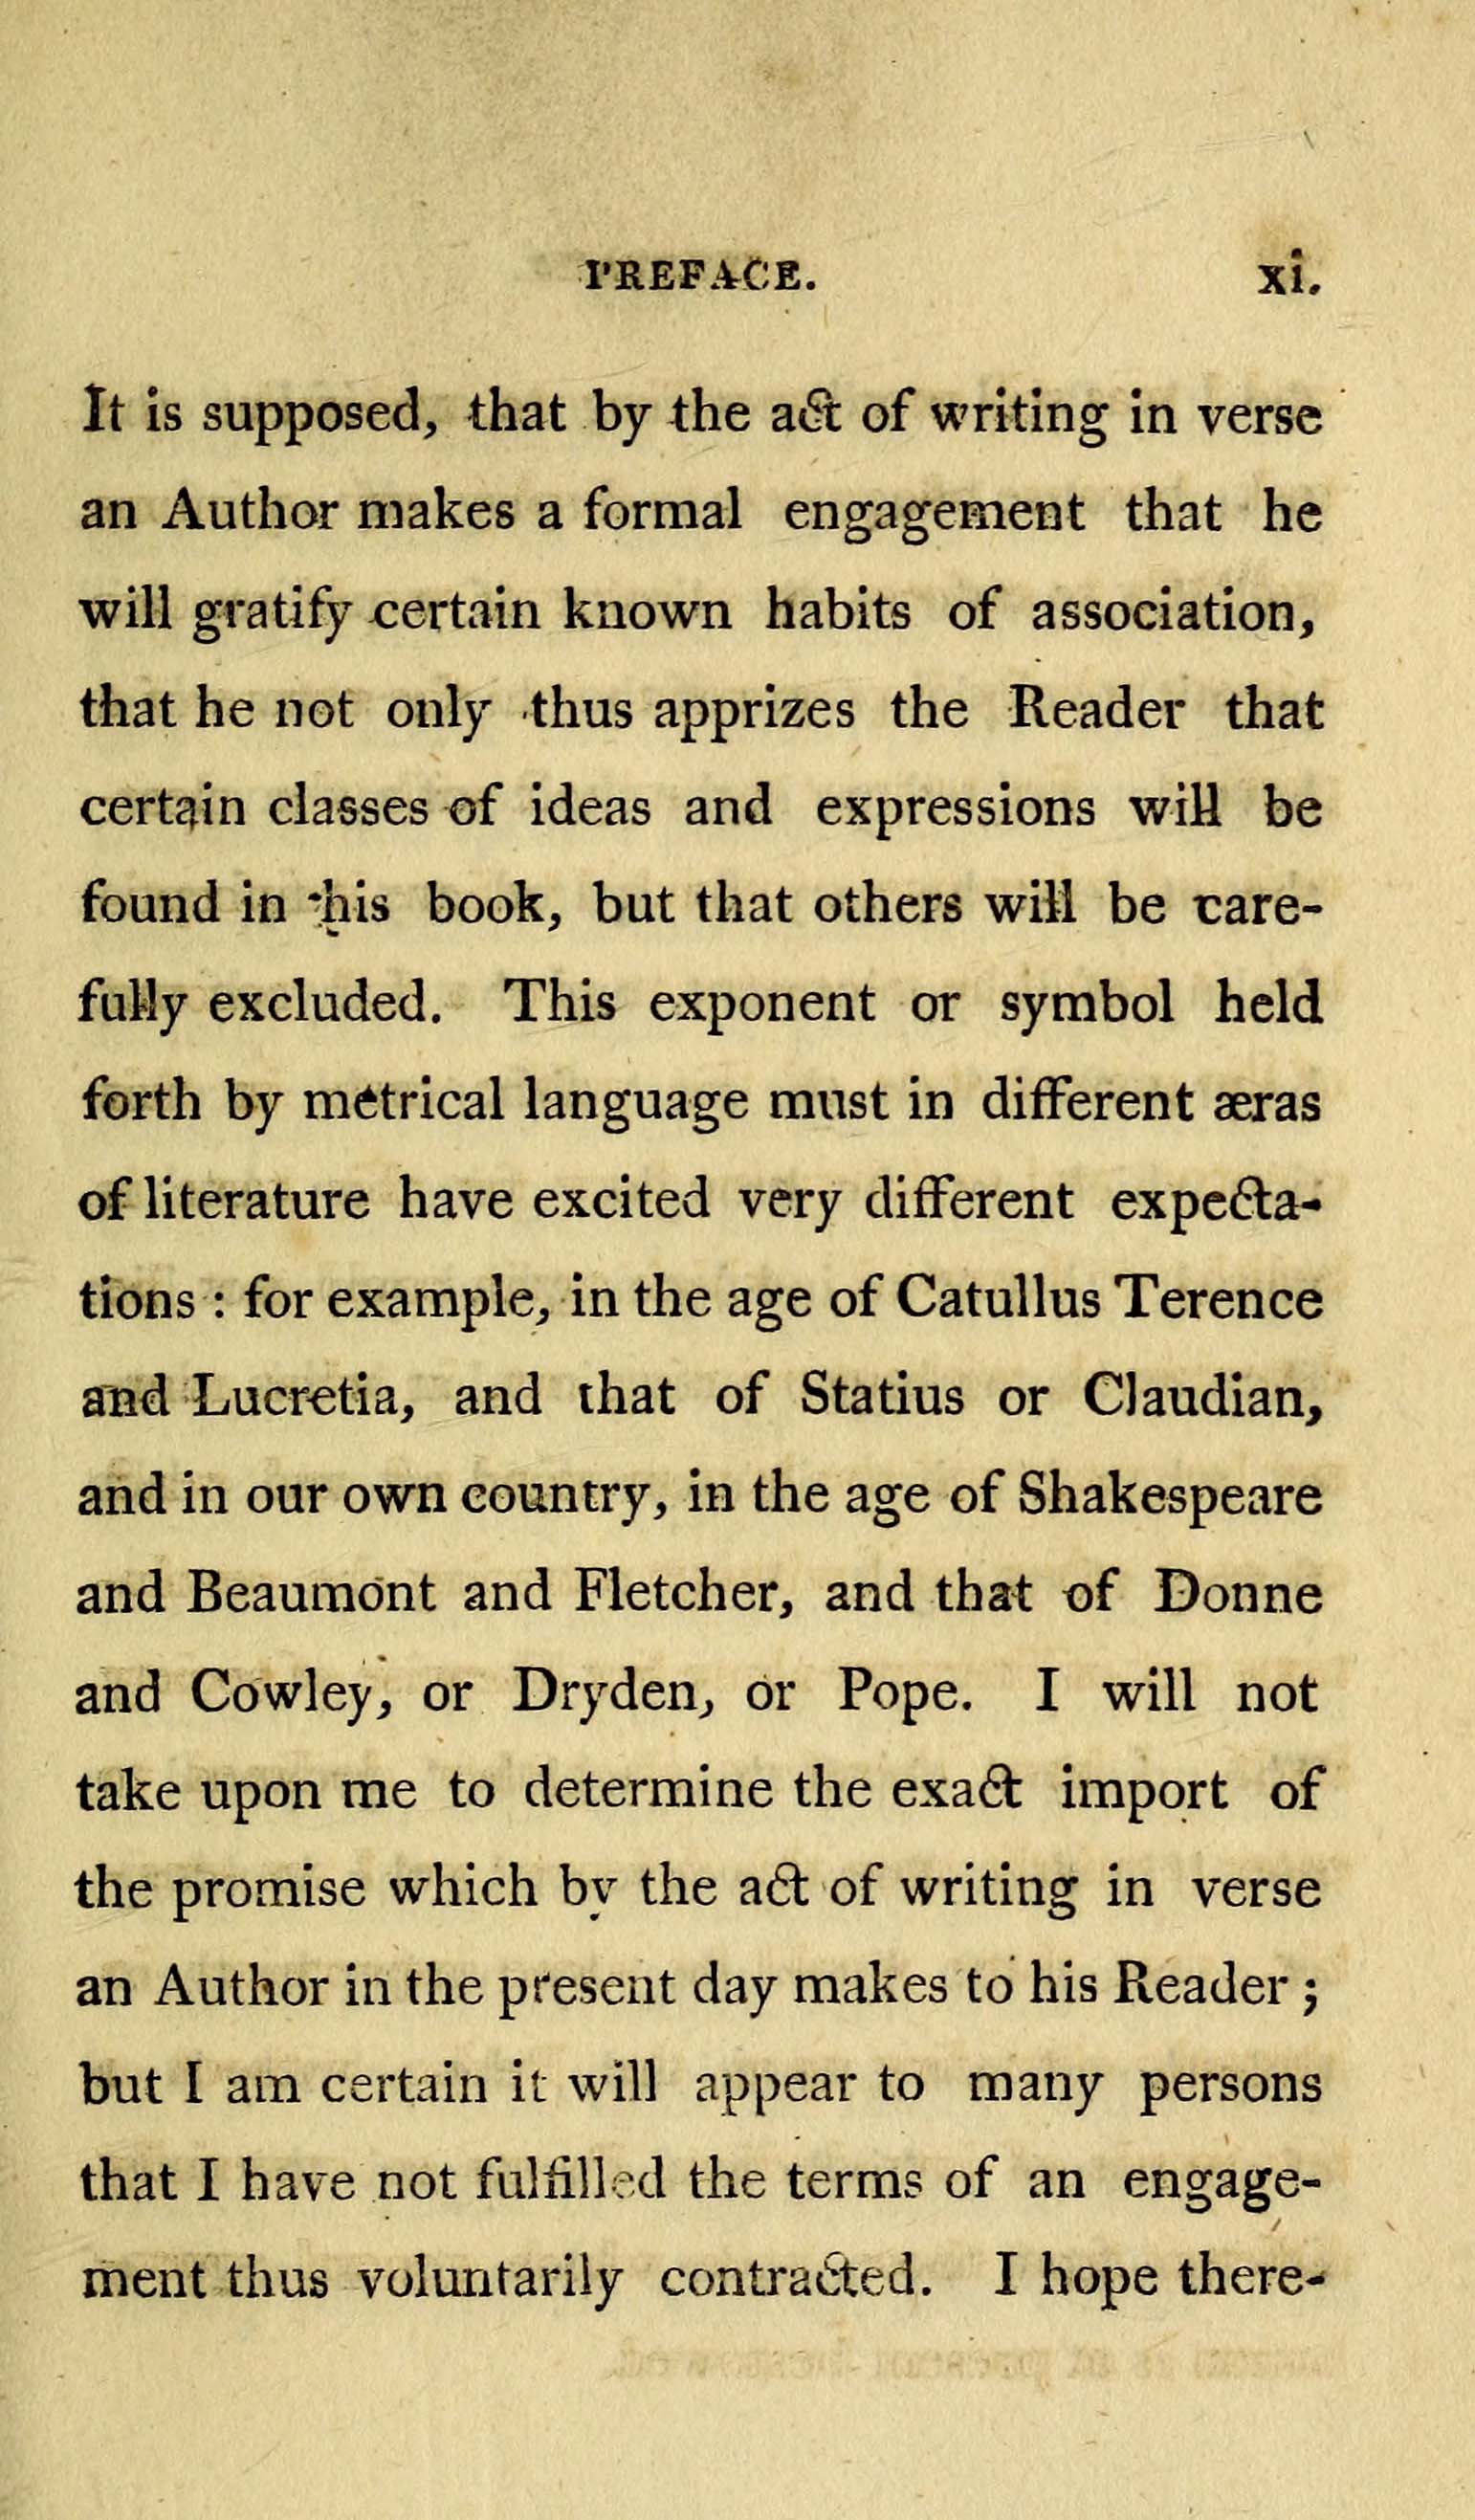 PREFACE. xi.
It is supposed, that by the act of writing in verse
an Author makes a formal engagement that he
will gratify certain known habits of association,
that he not only thus apprizes the Reader that
certain classes of ideas and expressions will be
found in his book, but that others will be care-
fully excluded. This exponent or symbol held
forth by metrical language must in different æras
of literature have excited very different expecta-
tions : for example, in the age of Catullus Terence
and Lucretia, and that of Statius or Claudian,
and in our own country, in the age of Shakespeare
and Beaumont and Fletcher, and that of Donne
and Cowley, or Dryden, or Pope. I will not
take upon me to determine the exact import of
the promise which by the act of writing in verse
an Author in the present day makes to his Reader ;
but I am certain it will appear to many persons
that I have not fulfilled the terms of an engage-
ment thus voluntarily contracted. I hope there-